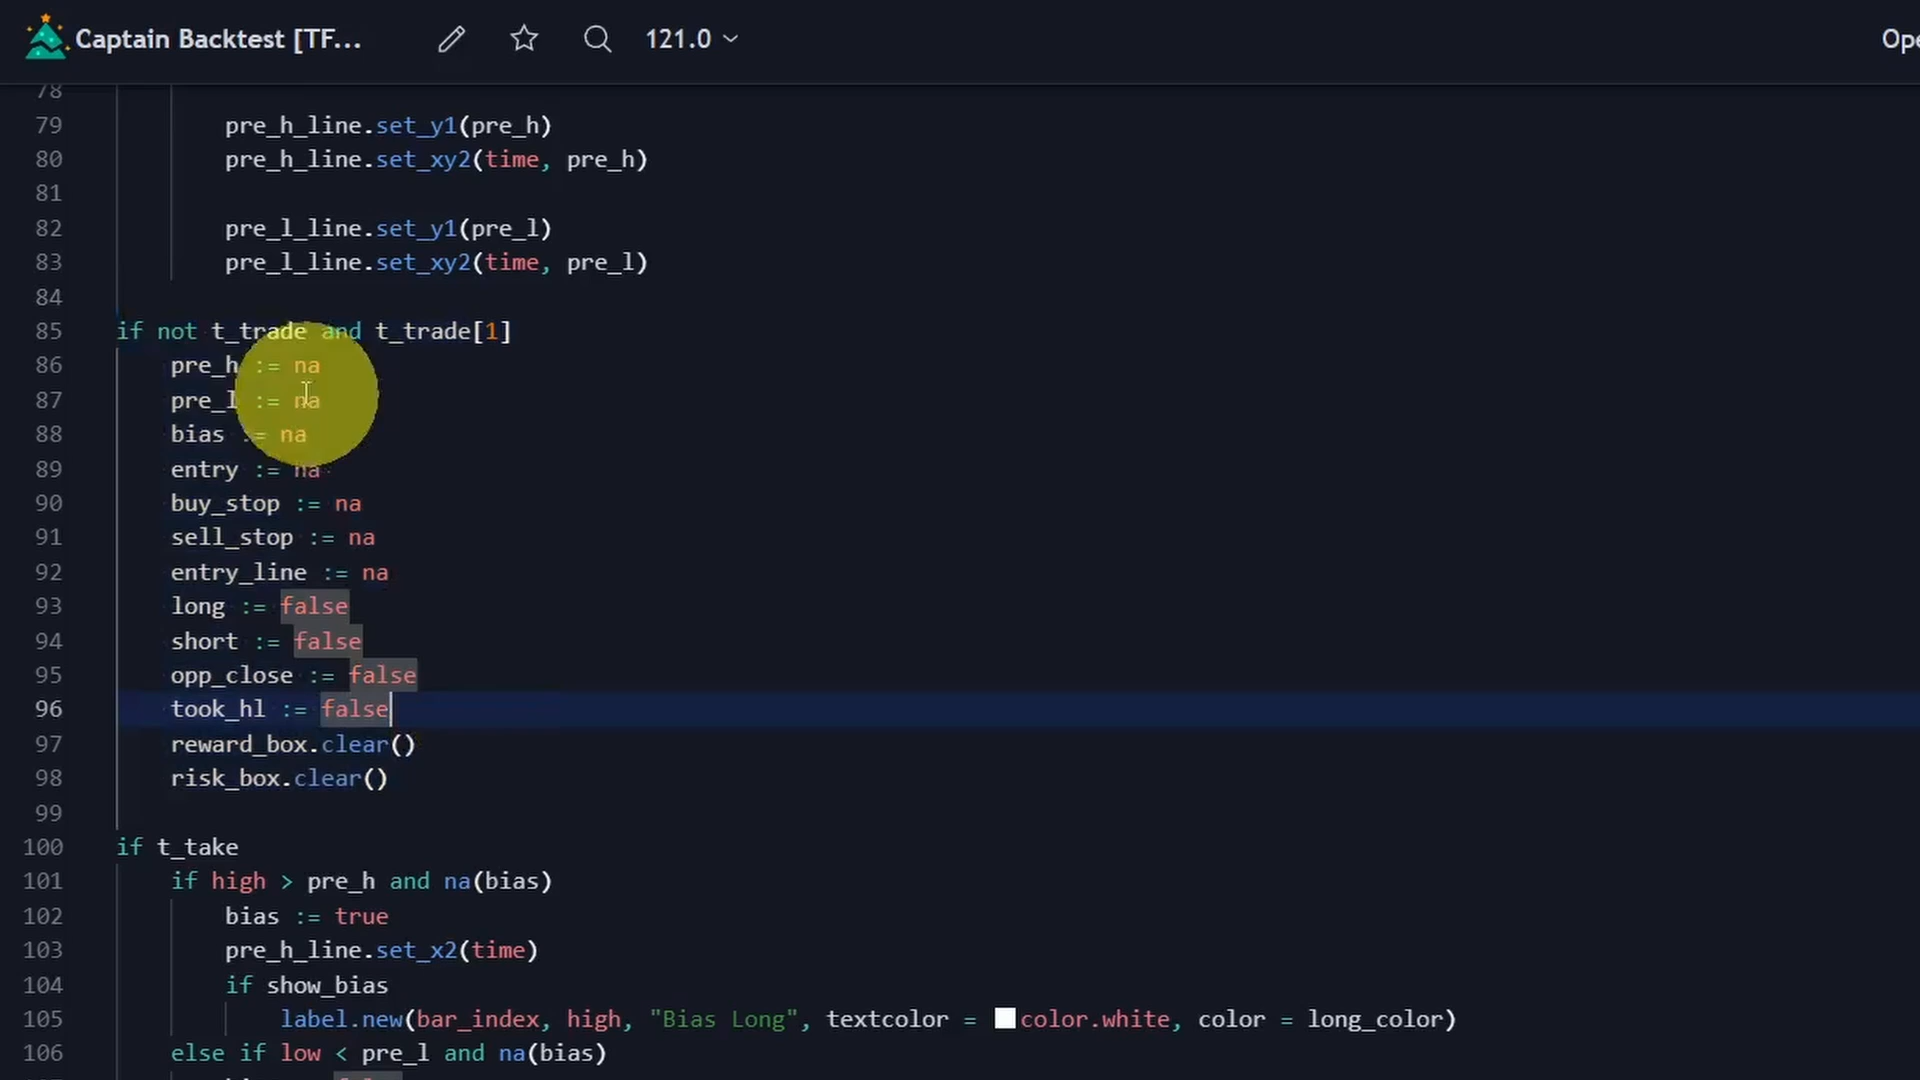 Captain Backtest [TF... 121.0 Ope
78
79 pre_h_line.set_y1(pre_h)
80 pre_h_line.set_xy2(time, pre_h)
81
82 pre_l_line.set_y1(pre_l)
83 pre_l_line.set_xy2(time, pre_l)
84
85 if not t_trade and t_trade[1]
86 pre_h := na
87 pre_l := na
88 bias := na
89 entry := na
90 buy_stop := na
91 sell_stop := na
92 entry_line := na
93 long := false
94 short := false
95 opp_close := false
96 took_hl := false
97 reward_box.clear()
98 risk_box.clear()
99
100 if t_take
101 if high > pre_h and na(bias)
102 bias := true
103 pre_h_line.set_x2(time)
104 if show_bias
105 label.new(bar_index, high, "Bias Long", textcolor = color.white, color = long_color)
106 else if low < pre_l and na(bias)